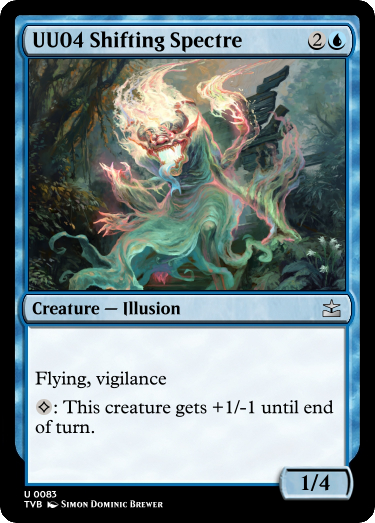 UU04 Shifting Spectre 2
Creature — Illusion
Flying, vigilance
: This creature gets +1/-1 until end
of turn.
1/4
U 0083
TVB Simon Dominic Brewer